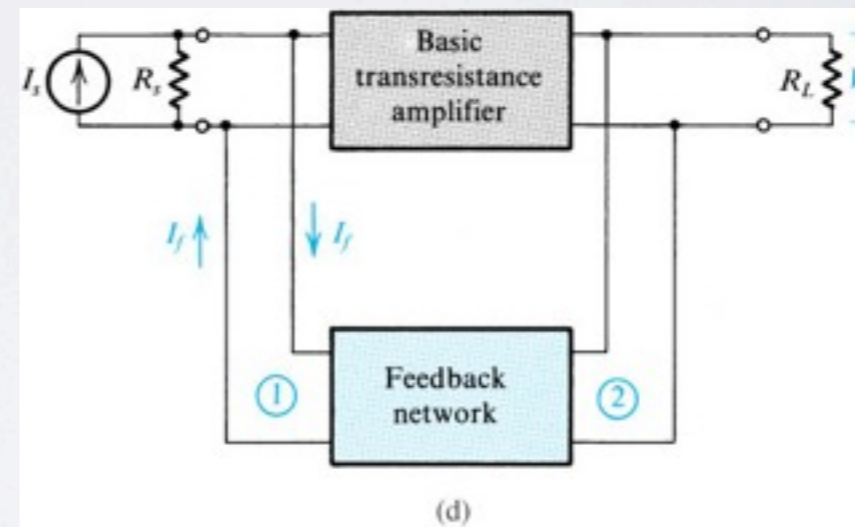 Basic
transresistance
amplifier
I_s
R_s
R_L
I_f
I_f
1
Feedback
network
2
(d)